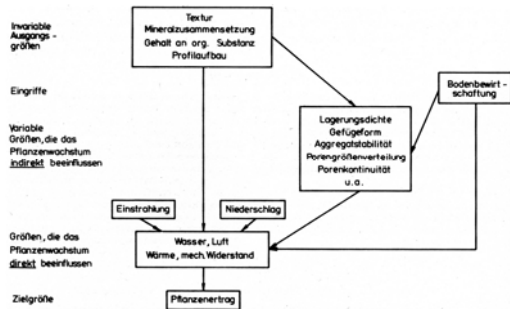 Invariable
Ausgangs-
größen
Textur
Mineralzusammensetzung
Gehalt an org. Substanz
Profilaufbau
Eingriffe
Bodenbewirt-
schaftung
Variable
Größen, die das
Pflanzenwachstum
indirekt beeinflussen
Lagerungsdichte
Gefügeform
Aggregatstabilität
Porengrößenverteilung
Porenkontinuität
u.a.
Einstrahlung
Niederschlag
Größen, die das
Pflanzenwachstum
direkt beeinflussen
Wasser, Luft
Wärme, mech. Widerstand
Zielgröße
Pflanzenertrag